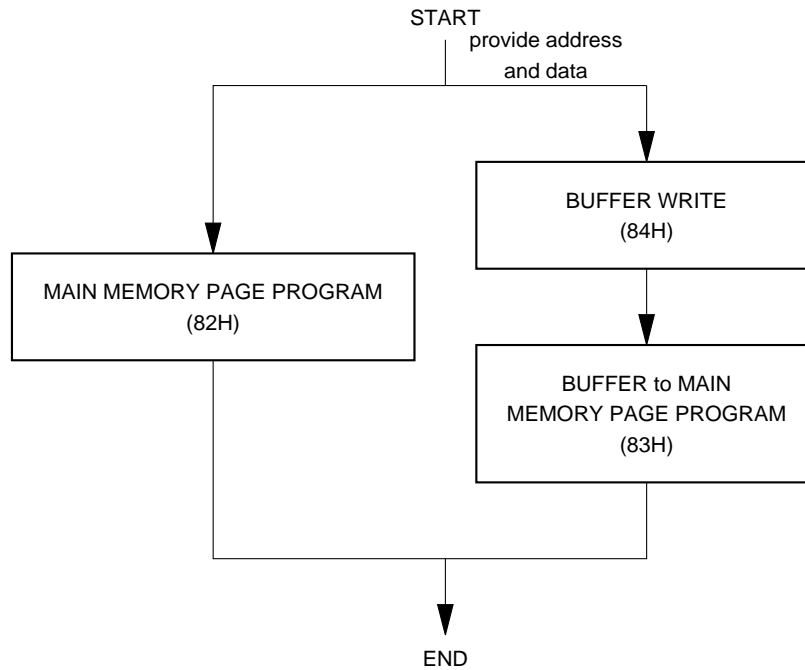 START
provide address
and data
BUFFER WRITE
(84H)
MAIN MEMORY PAGE PROGRAM
(82H)
BUFFER to MAIN
MEMORY PAGE PROGRAM
(83H)
END